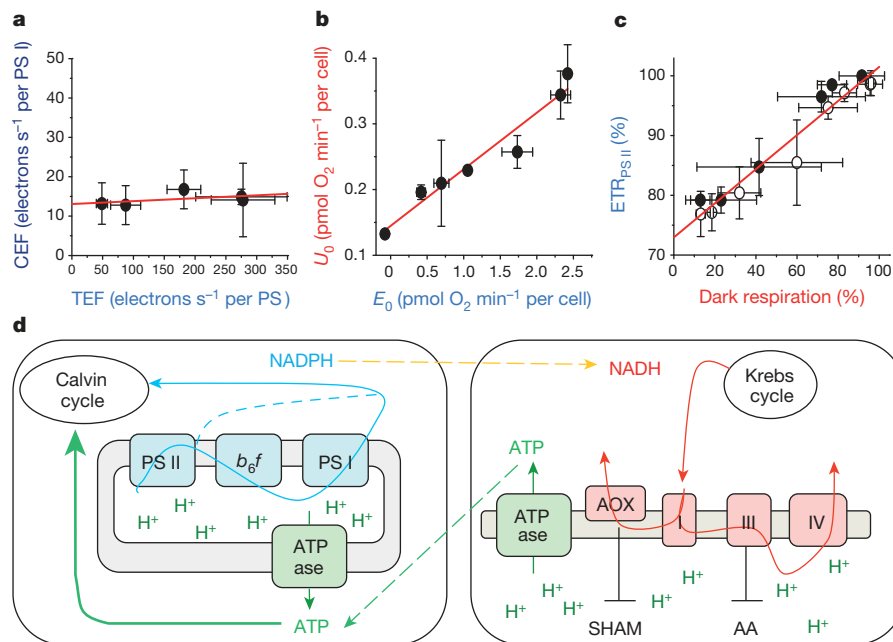 a
50
40
30
20
10
0
CEF (electrons s⁻¹ per PS I)
0 50 100 150 200 250 300 350
TEF (electrons s⁻¹ per PS )
b
0.4
0.3
0.2
0.1
U₀ (pmol O₂ min⁻¹ per cell)
0 0.5 1.0 1.5 2.0 2.5
E₀ (pmol O₂ min⁻¹ per cell)
c
100
90
80
70
ETR PS II (%)
0 20 40 60 80 100
Dark respiration (%)
d
NADPH
NADH
Calvin
cycle
Krebs
cycle
PS II
b₆f
PS I
H⁺ H⁺ H⁺ H⁺ H⁺ H⁺
ATP
ase
ATP
ATP
ATP
ase
AOX
I
III
IV
H⁺ H⁺ H⁺ H⁺ H⁺ H⁺ H⁺ H⁺
SHAM
AA